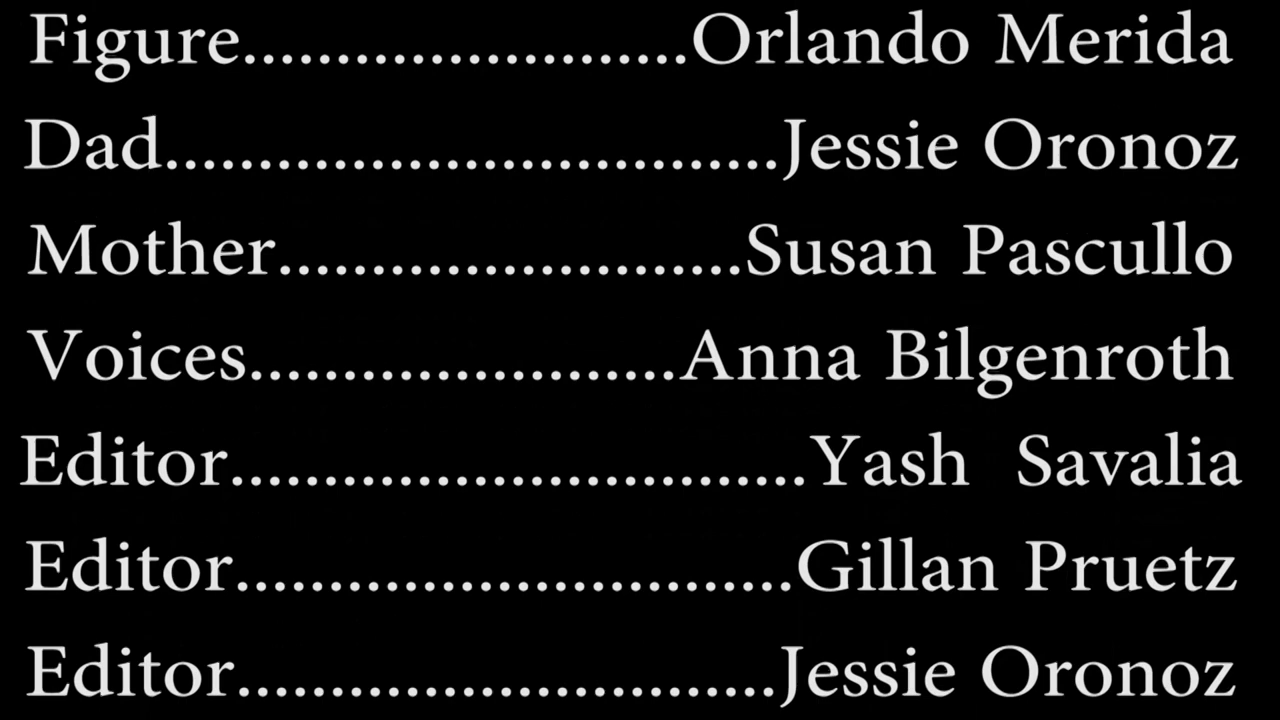 Figure........................Orlando Merida
Dad.................................Jessie Oronoz
Mother.........................Susan Pascullo
Voices.......................Anna Bilgenroth
Editor...............................Yash  Savalia
Editor..............................Gillan Pruetz
Editor.............................Jessie Oronoz